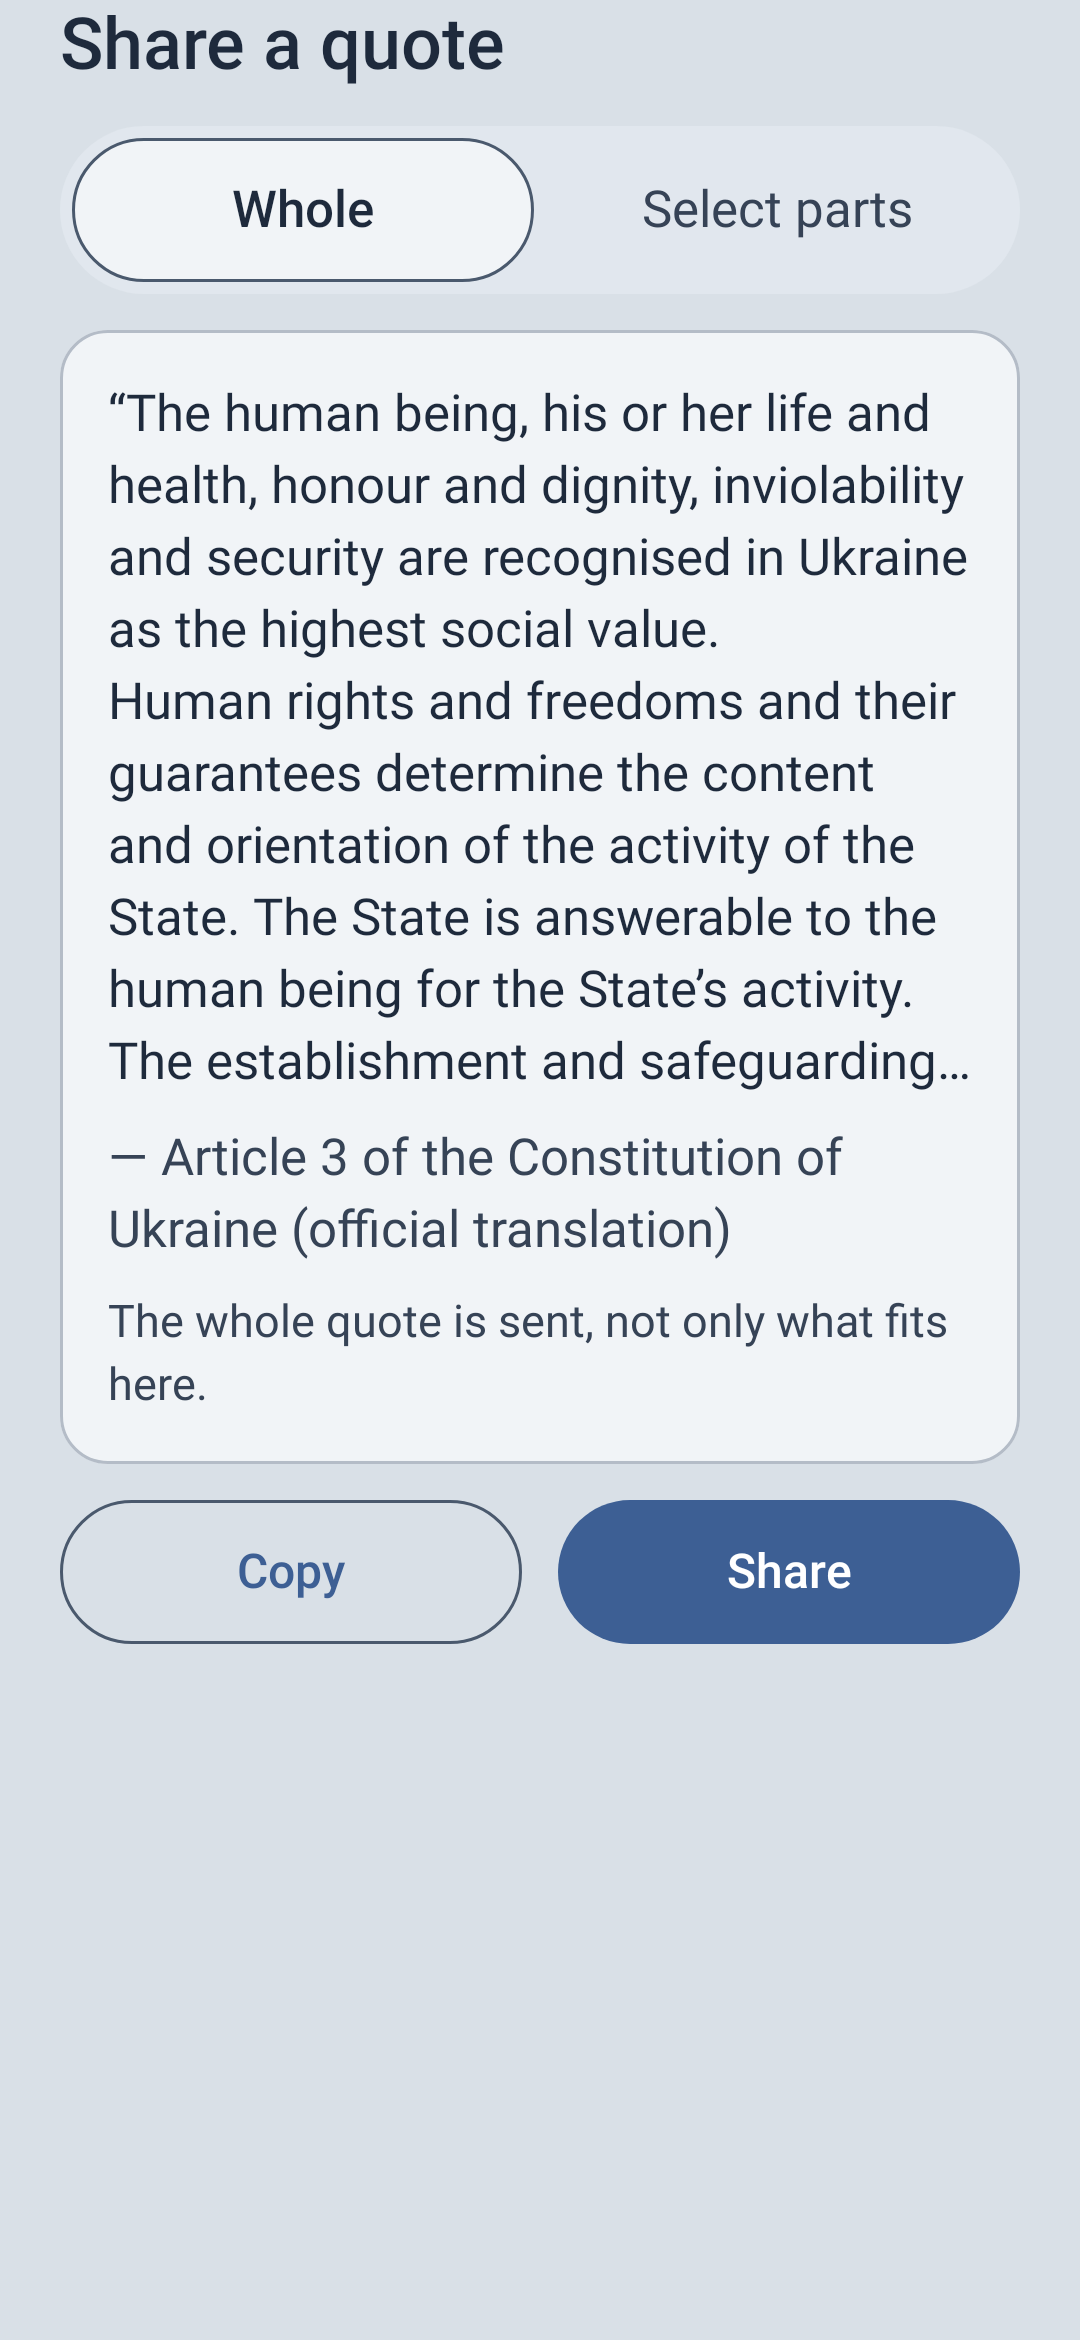 Share a quote
Whole
Select parts
“The human being, his or her life and
health, honour and dignity, inviolability
and security are recognised in Ukraine
as the highest social value.
Human rights and freedoms and their
guarantees determine the content
and orientation of the activity of the
State. The State is answerable to the
human being for the State’s activity.
The establishment and safeguarding…
— Article 3 of the Constitution of
Ukraine (official translation)
The whole quote is sent, not only what fits
here.
Copy
Share